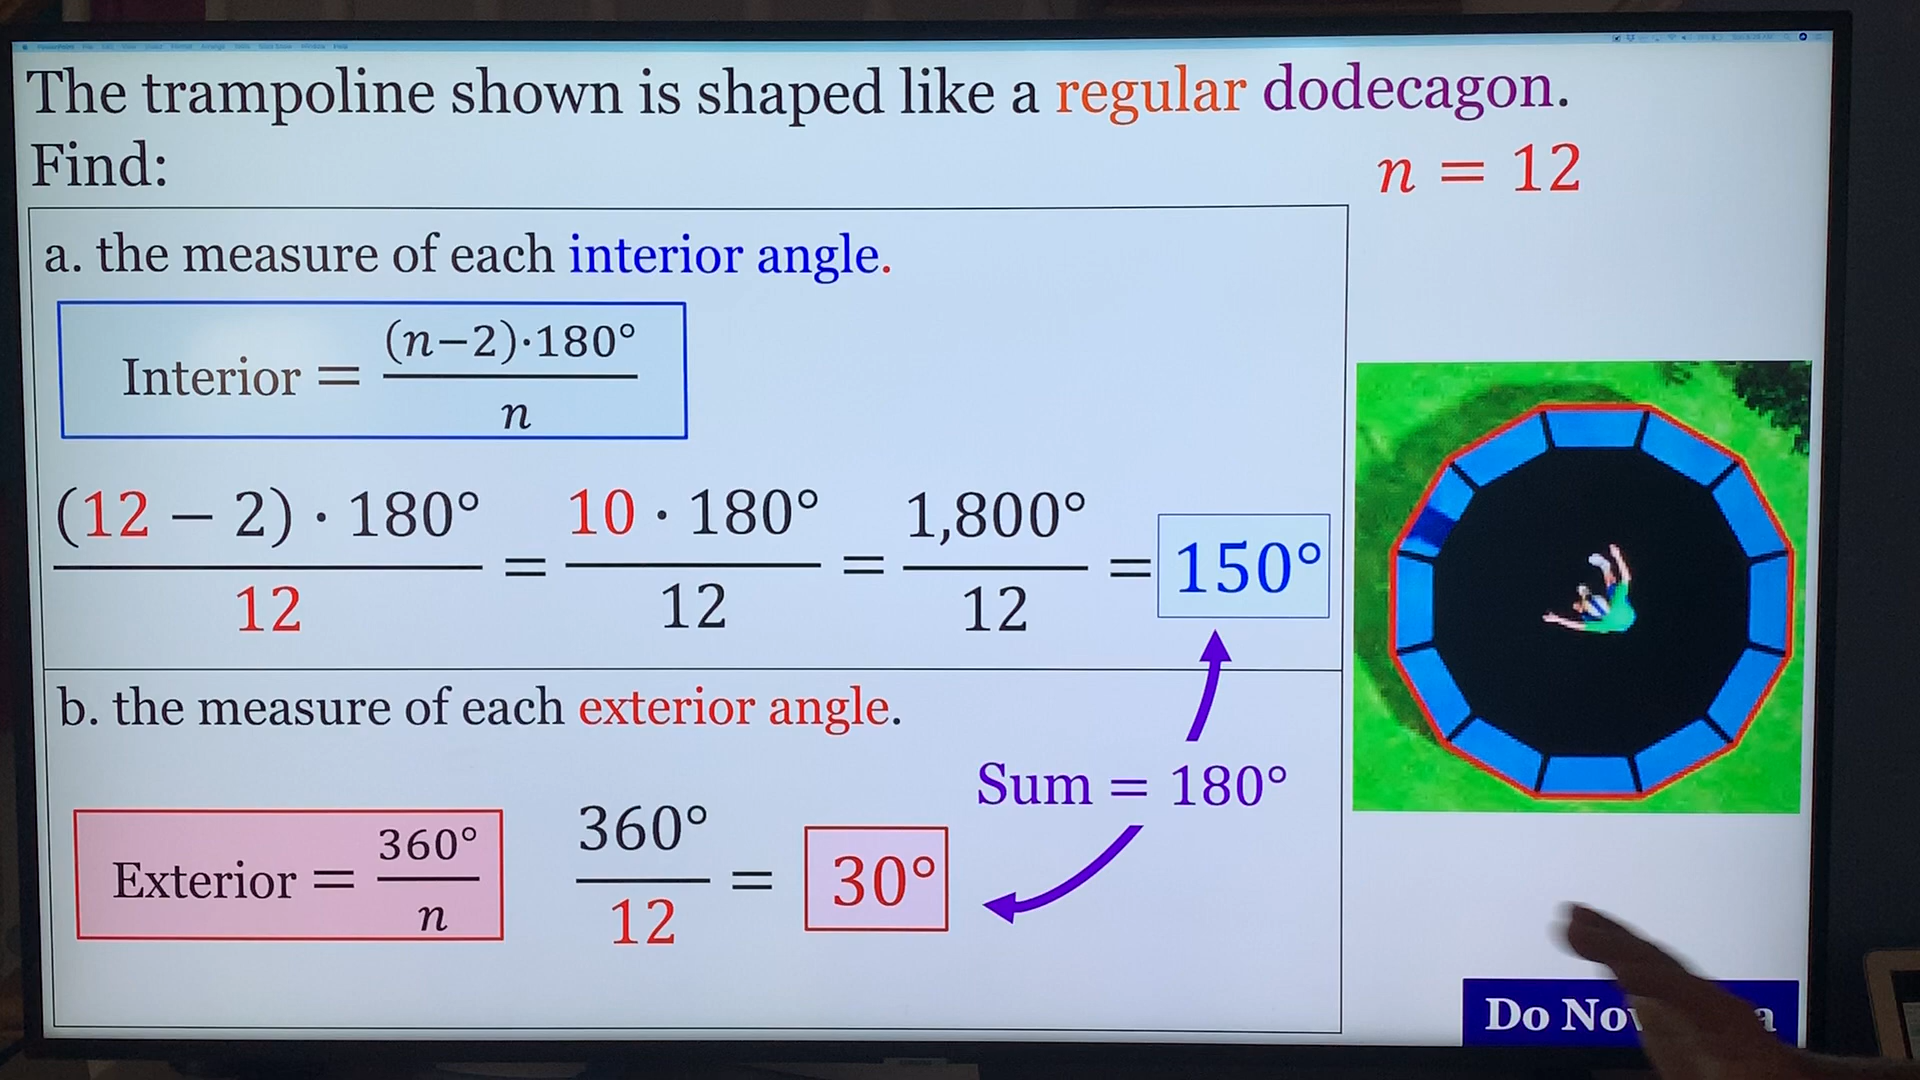 The trampoline shown is shaped like a regular dodecagon.
Find:
n = 12
a. the measure of each interior angle.
Interior = (n−2)·180° / n
(12 − 2) · 180° / 12 = 10 · 180° / 12 = 1,800° / 12 = 150°
b. the measure of each exterior angle.
Sum = 180°
Exterior = 360° / n
360° / 12 = 30°
Do